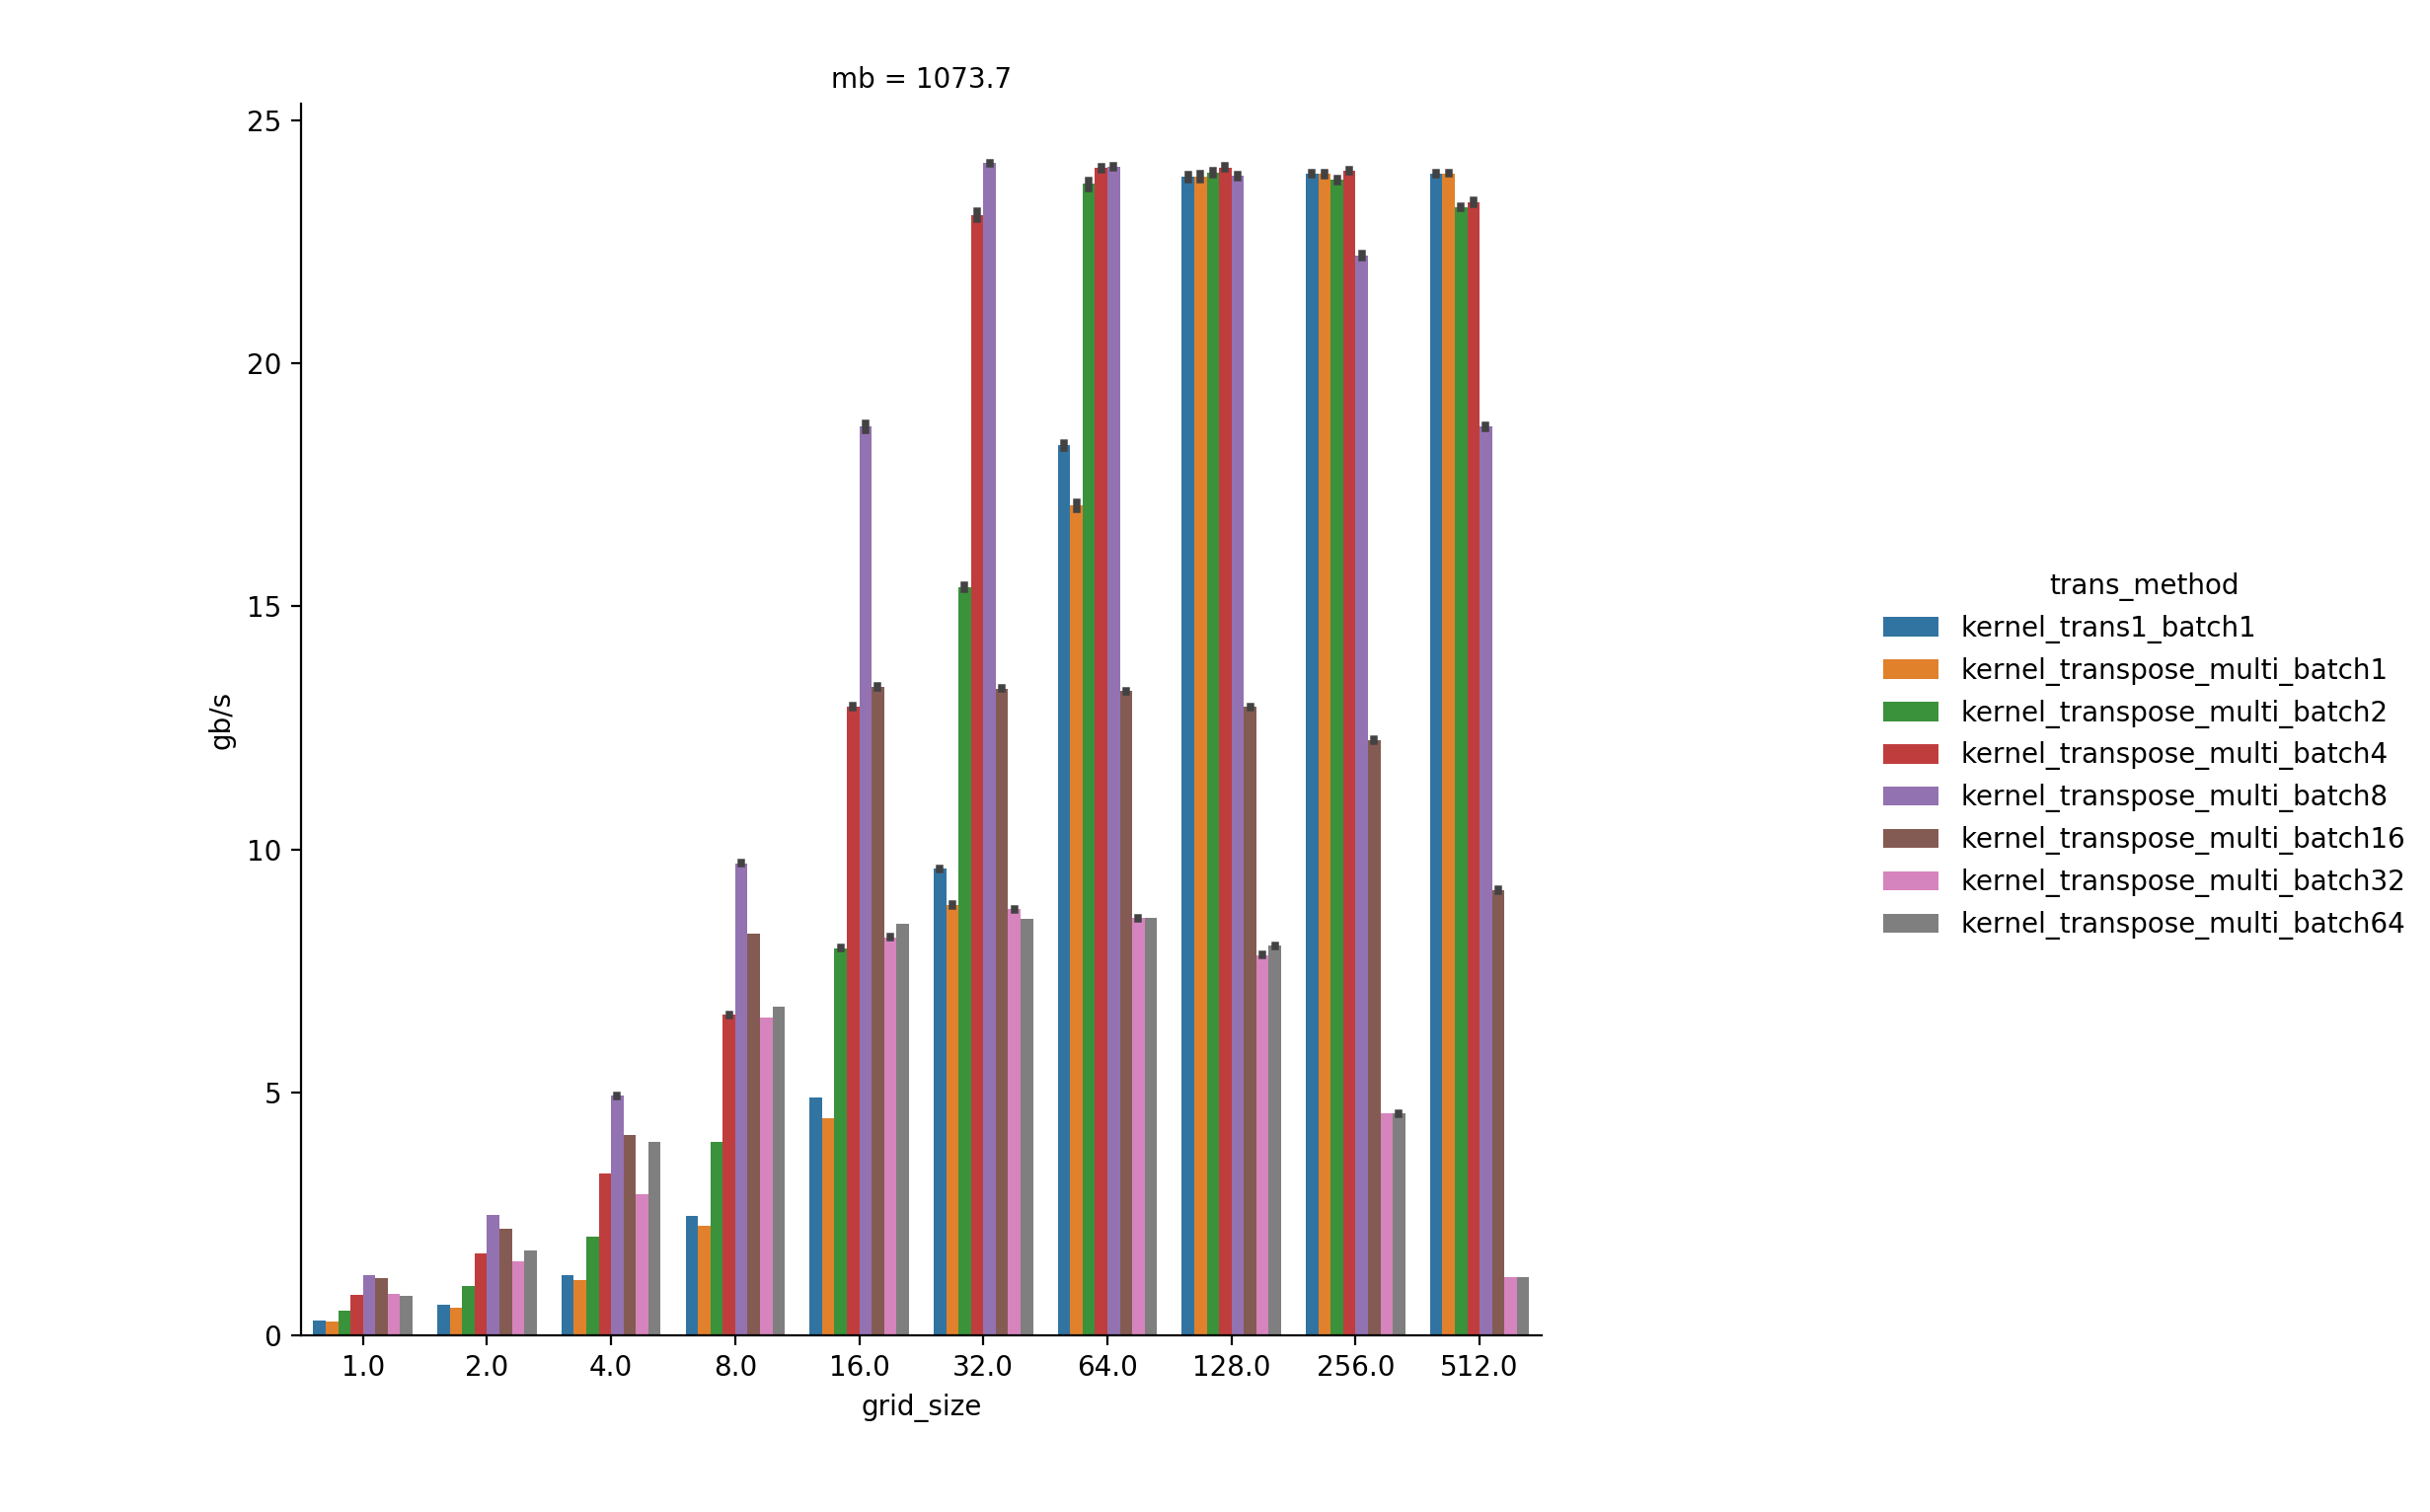 mb = 1073.7
25
20
15
10
5
0
gb/s
1.0 2.0 4.0 8.0 16.0 32.0 64.0 128.0 256.0 512.0
grid_size
trans_method
kernel_trans1_batch1
kernel_transpose_multi_batch1
kernel_transpose_multi_batch2
kernel_transpose_multi_batch4
kernel_transpose_multi_batch8
kernel_transpose_multi_batch16
kernel_transpose_multi_batch32
kernel_transpose_multi_batch64